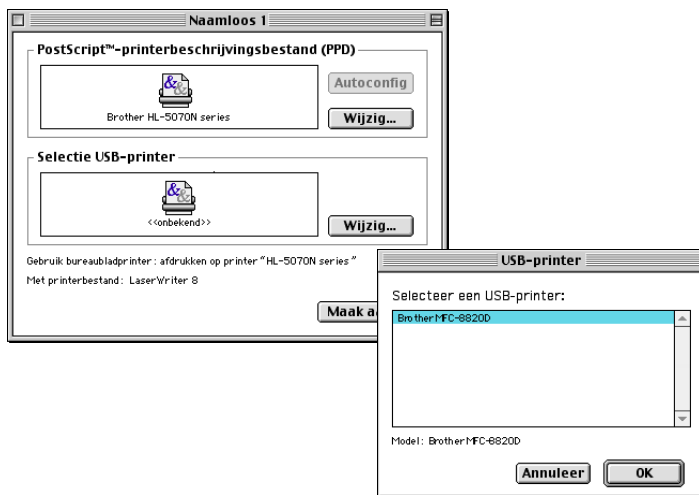 Naamloos 1
PostScript™-printerbeschrijvingsbestand (PPD)
Brother HL-5070N series
Autoconfig
Wijzig...
Selectie USB-printer
<<onbekend>>
Wijzig...
Gebruik bureaubladprinter: afdrukken op printer "HL-5070N series"
Met printerbestand: LaserWriter 8
Maak
USB-printer
Selecteer een USB-printer:
Brother MFC-8820D
Model: Brother MFC-8820D
Annuleer
OK